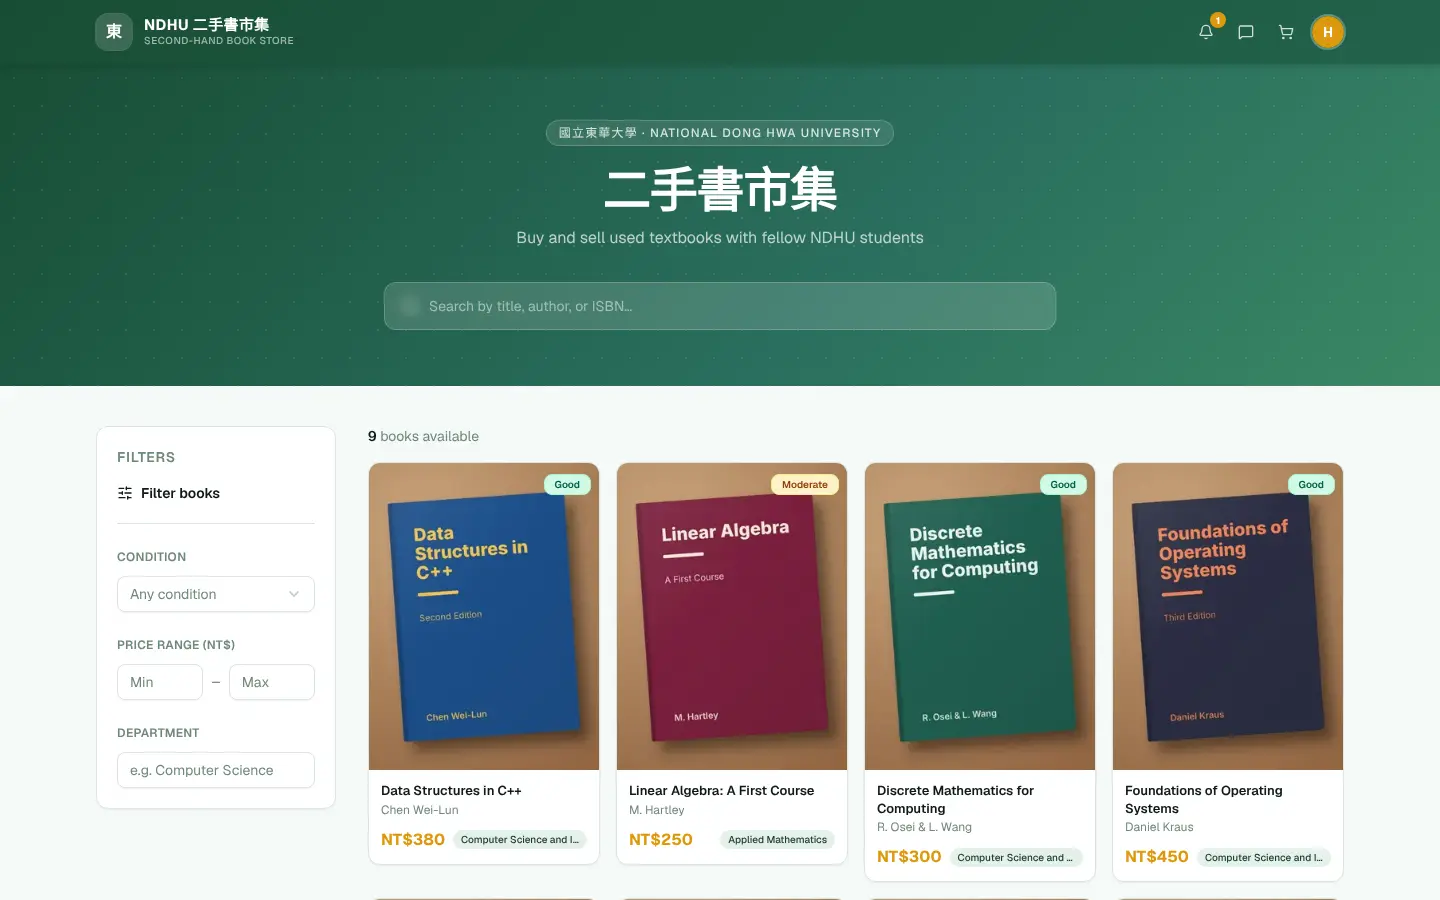 東
NDHU 二手書市集
SECOND-HAND BOOK STORE
1
H
國立東華大學 · NATIONAL DONG HWA UNIVERSITY
二手書市集
Buy and sell used textbooks with fellow NDHU students
Search by title, author, or ISBN...
FILTERS
Filter books
CONDITION
Any condition
PRICE RANGE (NT$)
Min
–
Max
DEPARTMENT
e.g. Computer Science
9 books available
Good
Data
Structures in
C++
Second Edition
Chen Wei-Lun
Data Structures in C++
Chen Wei-Lun
NT$380
Computer Science and I...
Moderate
Linear Algebra
A First Course
M. Hartley
Linear Algebra: A First Course
M. Hartley
NT$250
Applied Mathematics
Good
Discrete
Mathematics
for Computing
R. Osei & L. Wang
Discrete Mathematics for
Computing
R. Osei & L. Wang
NT$300
Computer Science and ...
Good
Foundations of
Operating
Systems
Third Edition
Daniel Kraus
Foundations of Operating
Systems
Daniel Kraus
NT$450
Computer Science and I...